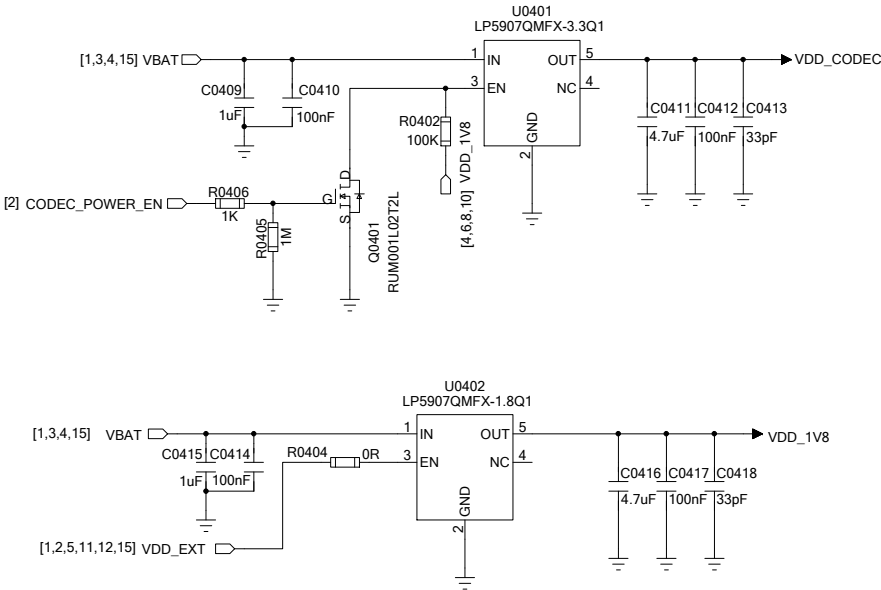 U0401
LP5907QMFX-3.3Q1
[1,3,4,15] VBAT
1 IN
OUT 5
VDD_CODEC
3 EN
NC 4
GND
2
C0409
1uF
C0410
100nF
R0402
100K
VDD_1V8
[4,6,8,10]
C0411
4.7uF
C0412
100nF
C0413
33pF
[2] CODEC_POWER_EN
R0406
1K
R0405
1M
G
D
S
Q0401
RUM001L02T2L
U0402
LP5907QMFX-1.8Q1
[1,3,4,15] VBAT
1 IN
OUT 5
VDD_1V8
3 EN
NC 4
GND
2
C0415
1uF
C0414
100nF
R0404
0R
C0416
4.7uF
C0417
100nF
C0418
33pF
[1,2,5,11,12,15] VDD_EXT